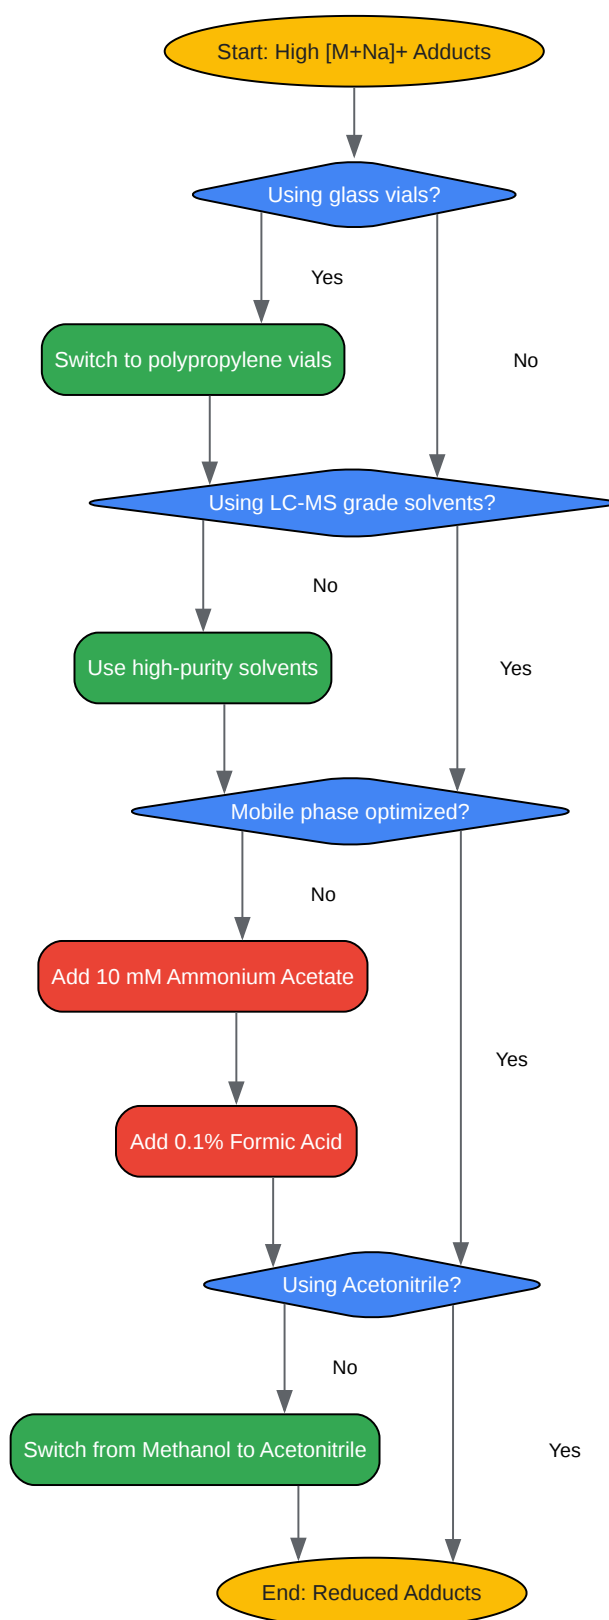 Start: High [M+Na]+ Adducts
Using glass vials?
Yes
Switch to polypropylene vials
No
Using LC-MS grade solvents?
No
Use high-purity solvents
Yes
Mobile phase optimized?
No
Add 10 mM Ammonium Acetate
Yes
Add 0.1% Formic Acid
Using Acetonitrile?
No
Switch from Methanol to Acetonitrile
Yes
End: Reduced Adducts